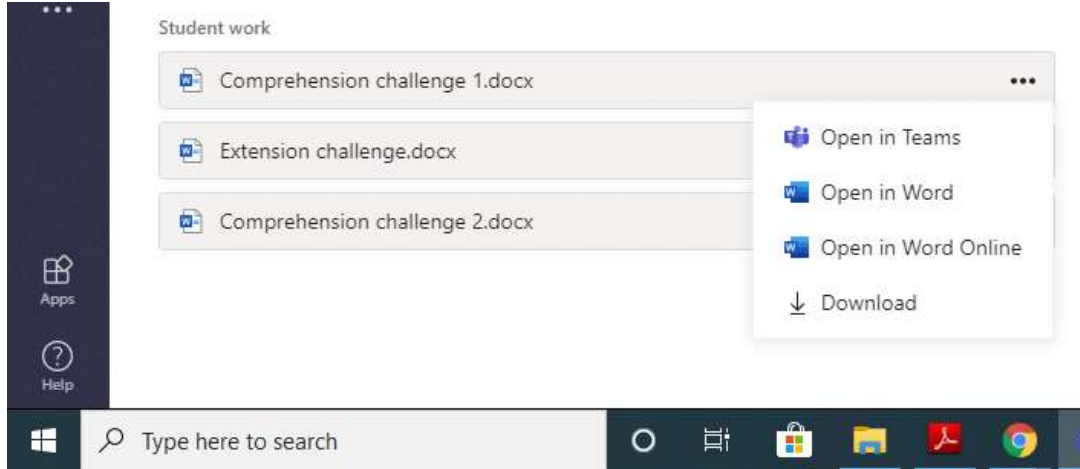 Student work
Comprehension challenge 1.docx
Extension challenge.docx
Comprehension challenge 2.docx
Open in Teams
Open in Word
Open in Word Online
Download
Apps
Help
Type here to search